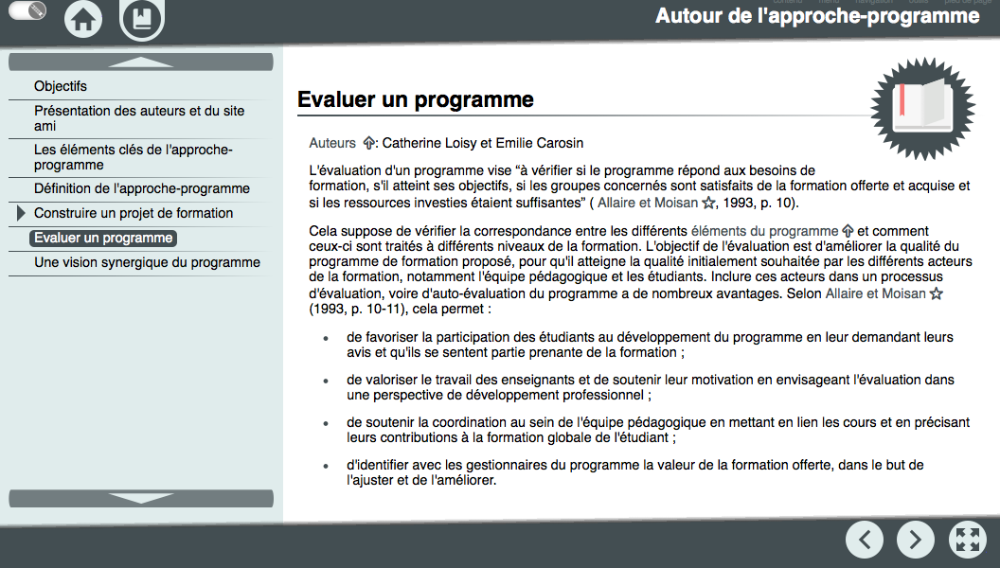 contenu menu navigation outils pied de page
Autour de l'approche-programme
Objectifs
Présentation des auteurs et du site
ami
Les éléments clés de l'approche-
programme
Définition de l'approche-programme
Construire un projet de formation
Evaluer un programme
Une vision synergique du programme
Evaluer un programme
Auteurs : Catherine Loisy et Emilie Carosin
L'évaluation d'un programme vise “à vérifier si le programme répond aux besoins de
formation, s'il atteint ses objectifs, si les groupes concernés sont satisfaits de la formation offerte et acquise et
si les ressources investies étaient suffisantes” ( Allaire et Moisan , 1993, p. 10).
Cela suppose de vérifier la correspondance entre les différents éléments du programme et comment
ceux-ci sont traités à différents niveaux de la formation. L'objectif de l'évaluation est d'améliorer la qualité du
programme de formation proposé, pour qu'il atteigne la qualité initialement souhaitée par les différents acteurs
de la formation, notamment l'équipe pédagogique et les étudiants. Inclure ces acteurs dans un processus
d'évaluation, voire d'auto-évaluation du programme a de nombreux avantages. Selon Allaire et Moisan
(1993, p. 10-11), cela permet :
• de favoriser la participation des étudiants au développement du programme en leur demandant leurs
avis et qu'ils se sentent partie prenante de la formation ;
• de valoriser le travail des enseignants et de soutenir leur motivation en envisageant l'évaluation dans
une perspective de développement professionnel ;
• de soutenir la coordination au sein de l'équipe pédagogique en mettant en lien les cours et en précisant
leurs contributions à la formation globale de l'étudiant ;
• d'identifier avec les gestionnaires du programme la valeur de la formation offerte, dans le but de
l'ajuster et de l'améliorer.